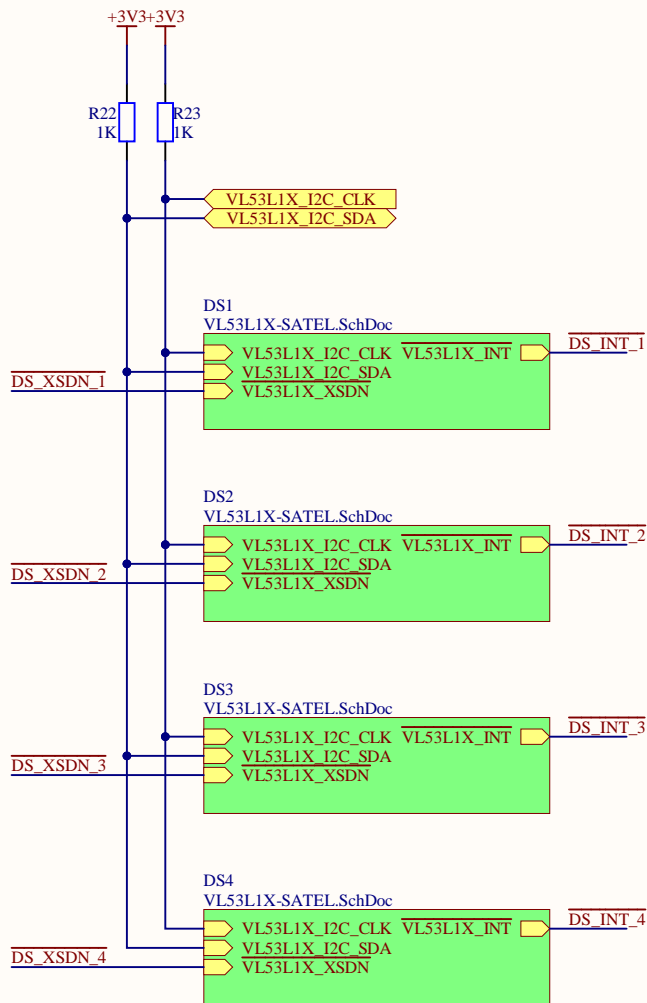 +3V3 +3V3
R22 R23
1K 1K
VL53L1X_I2C_CLK
VL53L1X_I2C_SDA
DS1
VL53L1X-SATEL.SchDoc
VL53L1X_I2C_CLK VL53L1X_INT DS_INT_1
VL53L1X_I2C_SDA
DS_XSDN_1 VL53L1X_XSDN
DS2
VL53L1X-SATEL.SchDoc
VL53L1X_I2C_CLK VL53L1X_INT DS_INT_2
VL53L1X_I2C_SDA
DS_XSDN_2 VL53L1X_XSDN
DS3
VL53L1X-SATEL.SchDoc
VL53L1X_I2C_CLK VL53L1X_INT DS_INT_3
VL53L1X_I2C_SDA
DS_XSDN_3 VL53L1X_XSDN
DS4
VL53L1X-SATEL.SchDoc
VL53L1X_I2C_CLK VL53L1X_INT DS_INT_4
VL53L1X_I2C_SDA
DS_XSDN_4 VL53L1X_XSDN